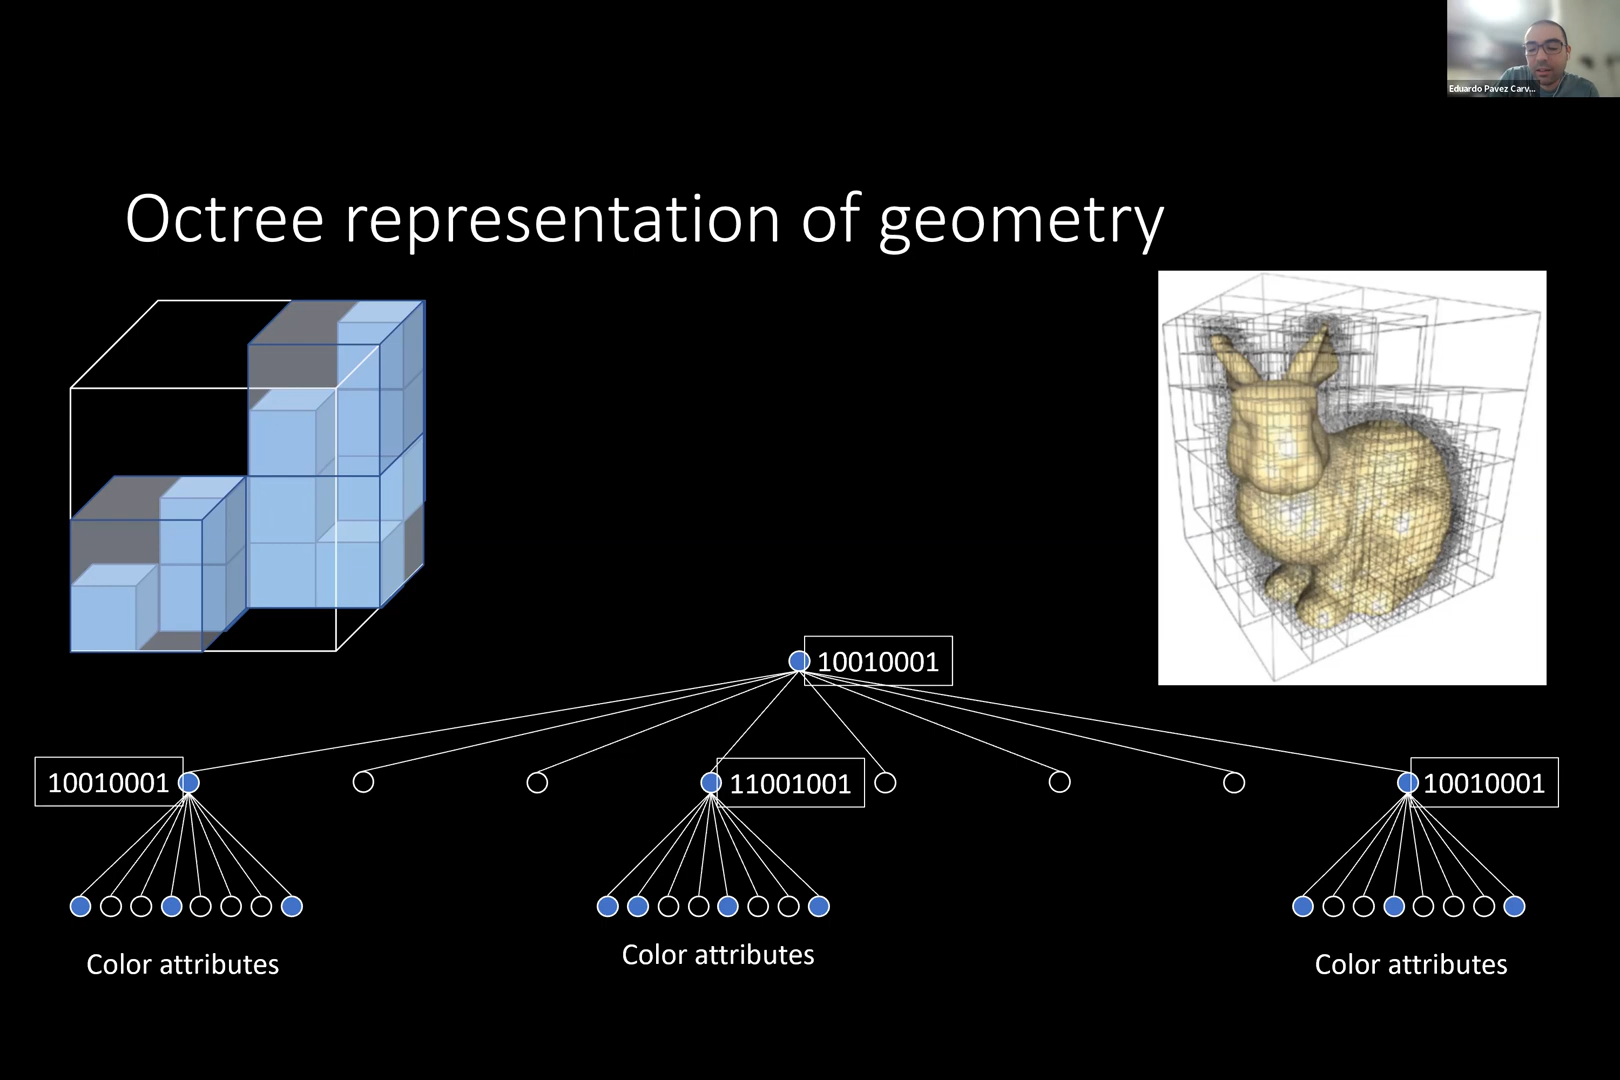 Eduardo Pavez Carv...
Octree representation of geometry
10010001
10010001
11001001
10010001
Color attributes
Color attributes
Color attributes